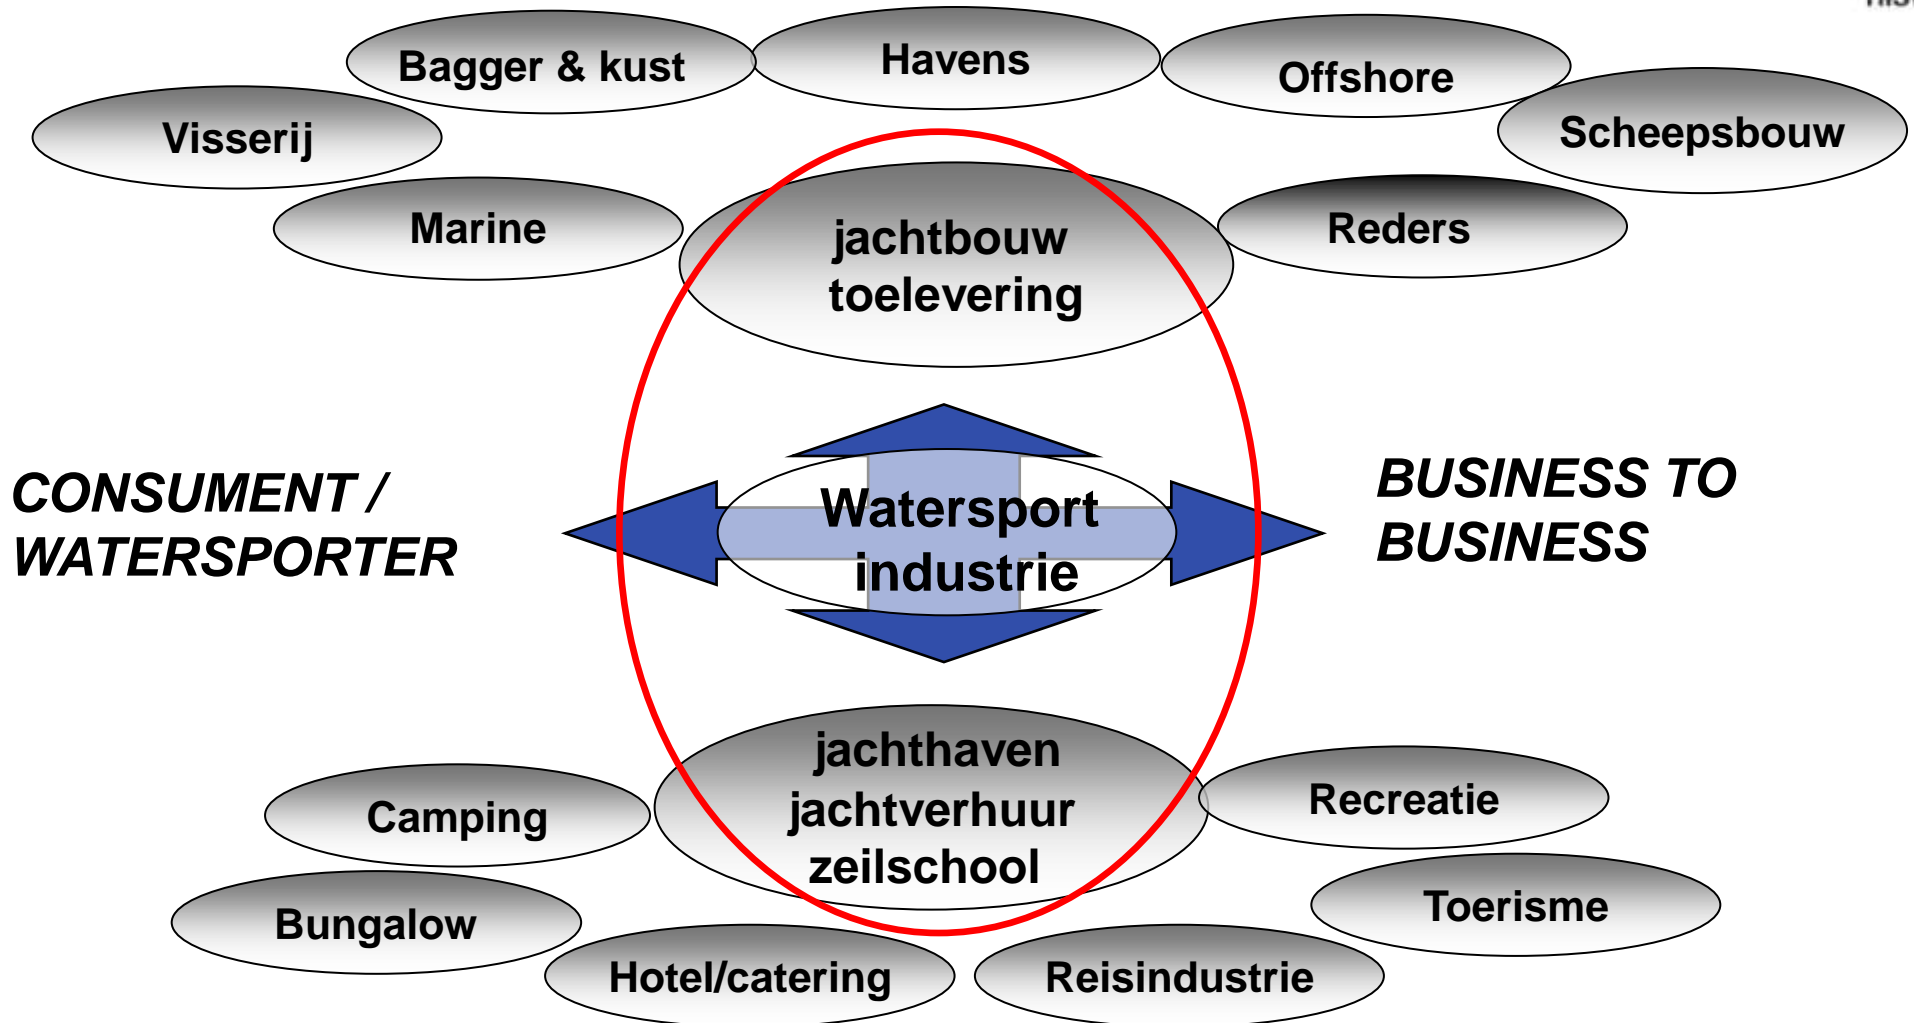 Bagger & kust
Havens
Offshore
Visserij
Scheepsbouw
Marine
jachtbouw
toelevering
Reders
CONSUMENT /
WATERSPORTER
Watersport
industrie
BUSINESS TO
BUSINESS
jachthaven
jachtverhuur
zeilschool
Camping
Recreatie
Bungalow
Toerisme
Hotel/catering
Reisindustrie